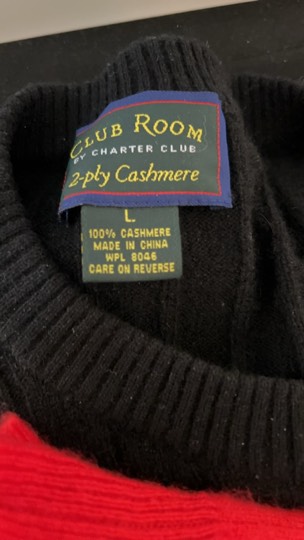 CLUB ROOM
BY CHARTER CLUB
2-ply Cashmere
L
100% CASHMERE
MADE IN CHINA
WPL 8046
CARE ON REVERSE